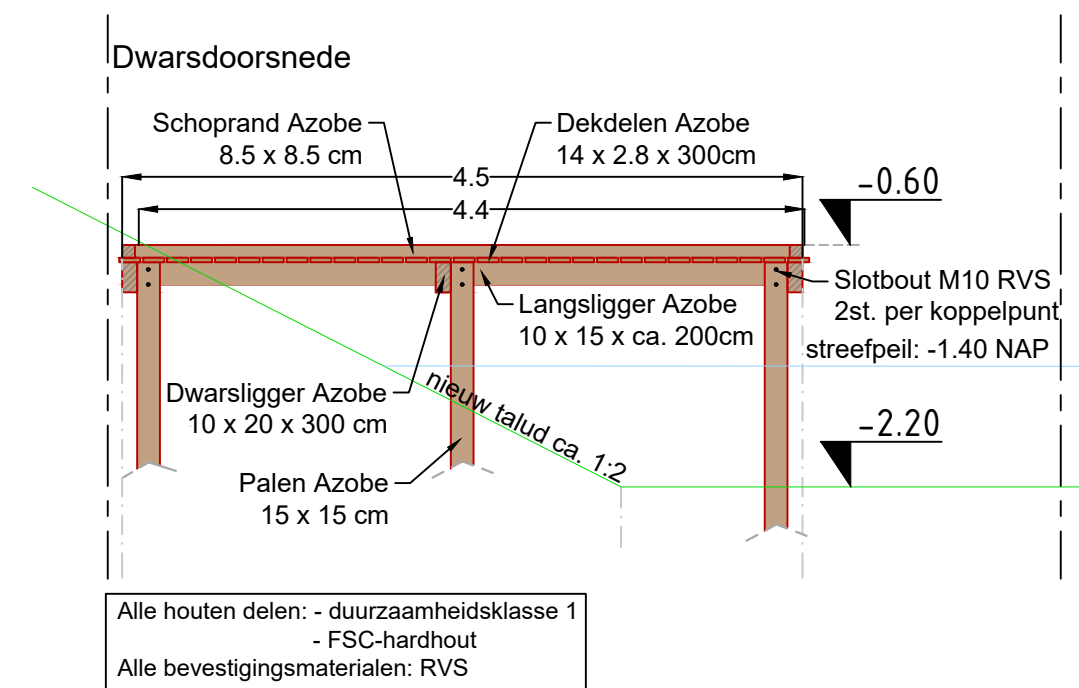 Dwarsdoorsnede
Schoprand Azobe
8.5 x 8.5 cm
Dekdelen Azobe
14 x 2.8 x 300cm
4.5
4.4
-0.60
Slotbout M10 RVS
2st. per koppelpunt
Langsligger Azobe
10 x 15 x ca. 200cm
streefpeil: -1.40 NAP
Dwarsligger Azobe
10 x 20 x 300 cm
nieuw talud ca. 1:2
-2.20
Palen Azobe
15 x 15 cm
Alle houten delen: - duurzaamheidsklasse 1
- FSC-hardhout
Alle bevestigingsmaterialen: RVS